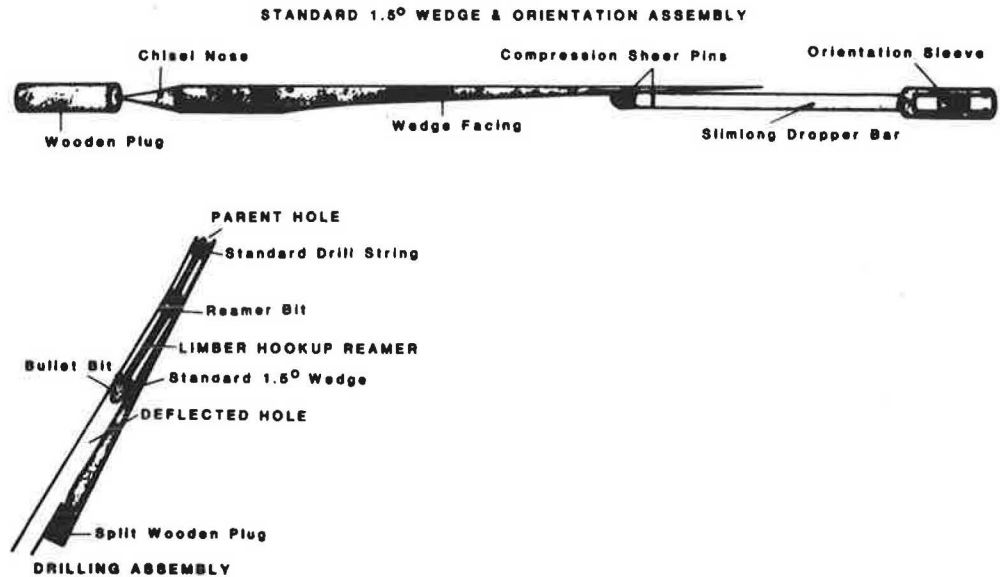 STANDARD 1.5° WEDGE & ORIENTATION ASSEMBLY
Chisel Nose
Compression Sheer Pins
Orientation Sleeve
Wooden Plug
Wedge Facing
Slimlong Dropper Bar
PARENT HOLE
Standard Drill String
Reamer Bit
LIMBER HOOKUP REAMER
Bullet Bit
Standard 1.5° Wedge
DEFLECTED HOLE
Split Wooden Plug
DRILLING ASSEMBLY